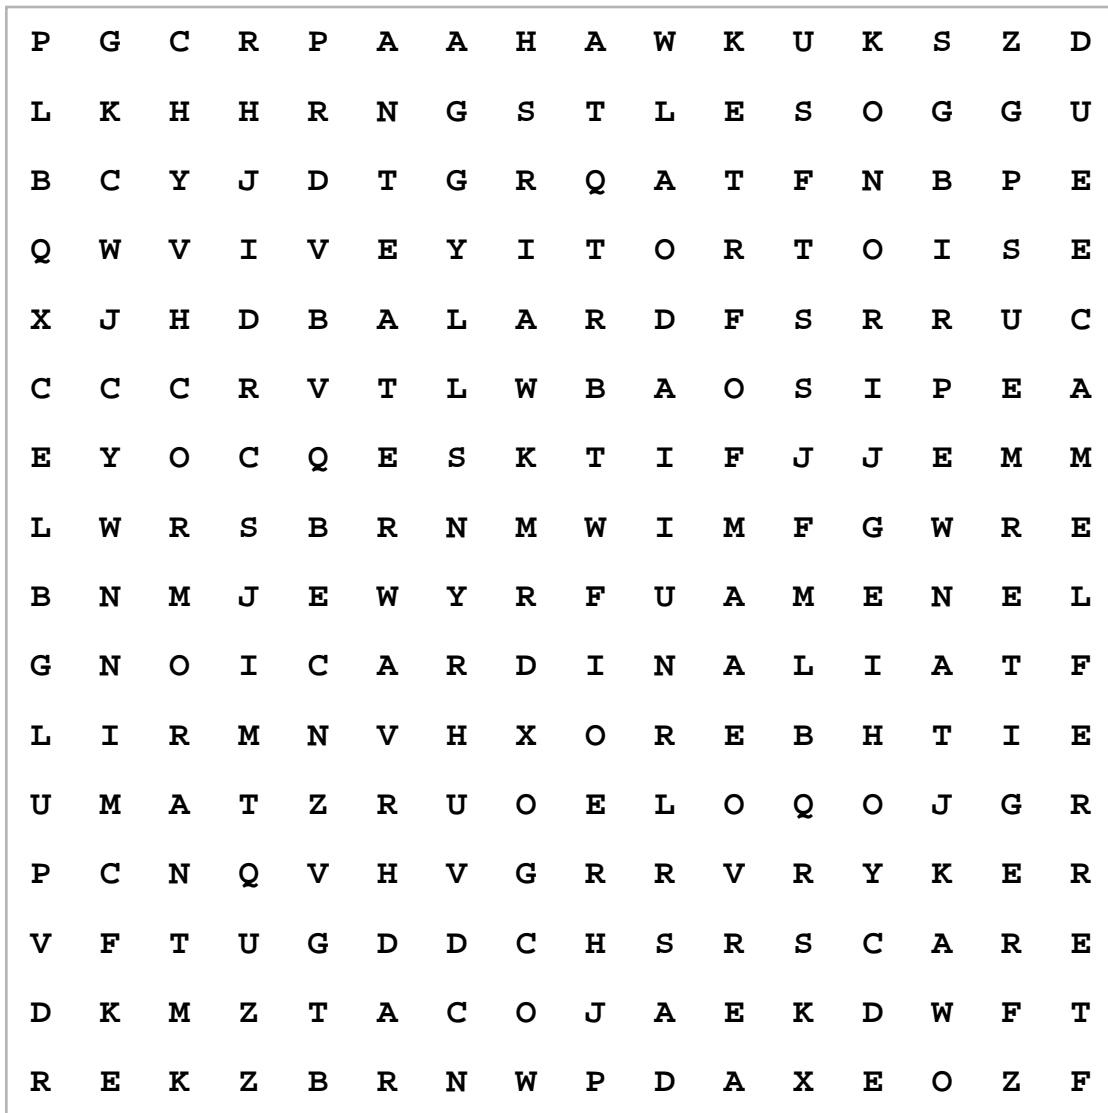 P G C R P A A H A W K U K S Z D
L K H H R N G S T L E S O G G U
B C Y J D T G R Q A T F N B P E
Q W V I V E Y I T O R T O I S E
X J H D B A L A R D F S R R U C
C C C R V T L W B A O S I P E A
E Y O C Q E S K T I F J J E M M
L W R S B R N M W I M F G W R E
B N M J E W Y R F U A M E N E L
G N O I C A R D I N A L I A T F
L I R M N V H X O R E B H T I E
U M A T Z R U O E L O Q O J G R
P C N Q V H V G R R V R Y K E R
V F T U G D D C H S R S C A R E
D K M Z T A C O J A E K D W F T
R E K Z B R N W P D A X E O Z F